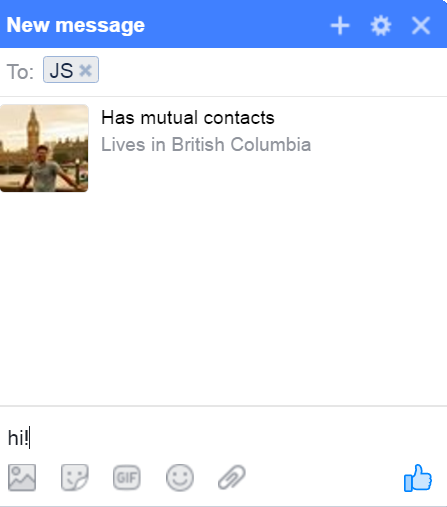 New message
To: JS
Has mutual contacts
Lives in British Columbia
hi!
GIF